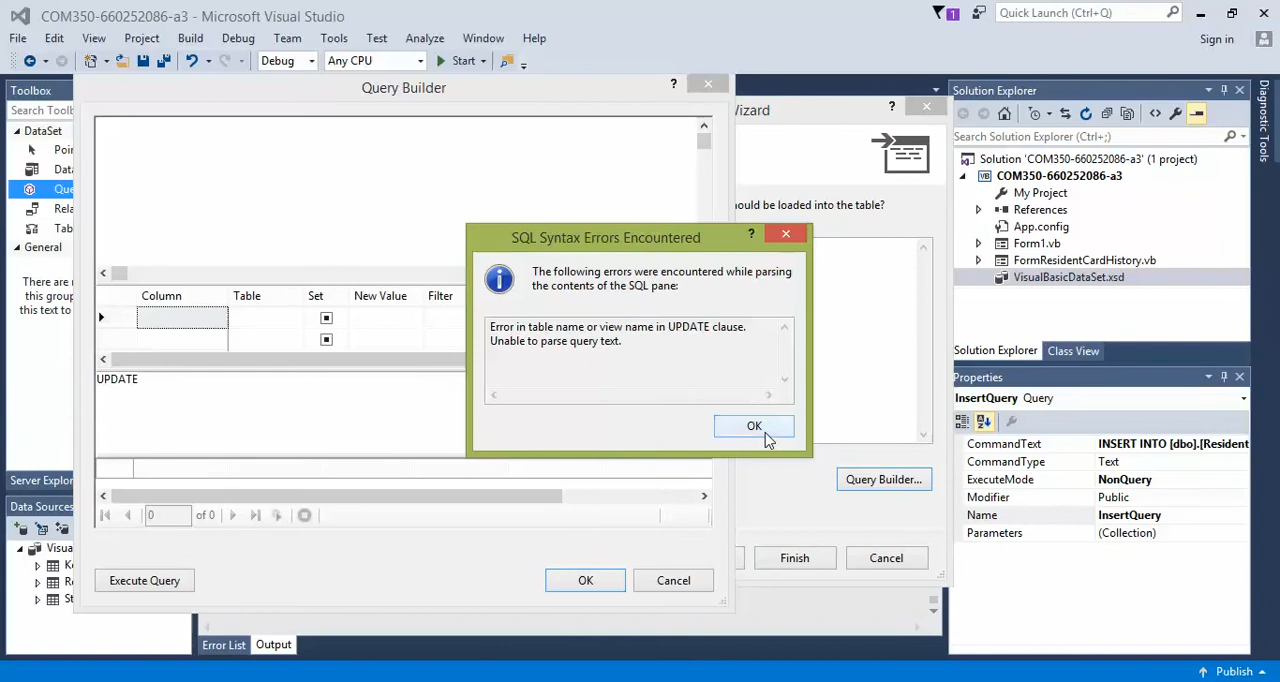 COM350-660252086-a3 - Microsoft Visual Studio
1
Quick Launch (Ctrl+Q)
File Edit View Project Build Debug Team Tools Test Analyze Window Help
Sign in
Debug Any CPU Start
Toolbox
Search Toolb
DataSet
Poin
Data
Que
Rela
Tab
General
There are
this group
this text to
Server Explor
Data Sources
Visua
Ke
Re
St
Query Builder
?
Column Table Set New Value Filter
UPDATE
0 of 0
Execute Query OK Cancel
Wizard
?
hould be loaded into the table?
Query Builder...
Finish Cancel
SQL Syntax Errors Encountered
?
The following errors were encountered while parsing
the contents of the SQL pane:
Error in table name or view name in UPDATE clause.
Unable to parse query text.
OK
Solution Explorer
Search Solution Explorer (Ctrl+;)
Solution 'COM350-660252086-a3' (1 project)
VB COM350-660252086-a3
My Project
References
App.config
Form1.vb
FormResidentCardHistory.vb
VisualBasicDataSet.xsd
Solution Explorer Class View
Properties
InsertQuery Query
CommandText INSERT INTO [dbo].[Resident
CommandType Text
ExecuteMode NonQuery
Modifier Public
Name InsertQuery
Parameters (Collection)
Diagnostic Tools
Error List Output
Publish